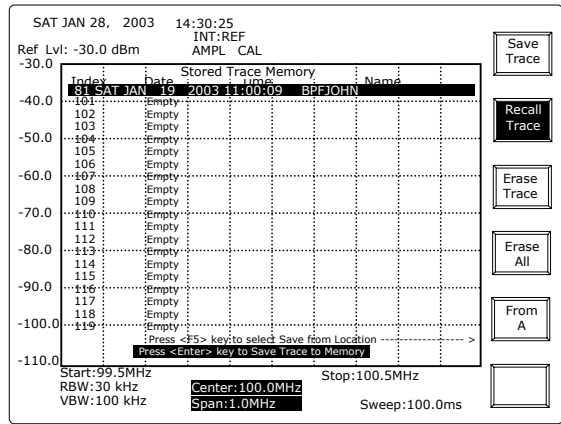 SAT JAN 28, 2003 14:30:25
INT:REF
Ref Lvl: -30.0 dBm AMPL CAL
-30.0
Stored Trace Memory
Index Date Time Name
81 SAT JAN 19 2003 11:00:09 BPFJOHN
-40.0 101 Empty
102 Empty
103 Empty
-50.0 104 Empty
105 Empty
106 Empty
-60.0 107 Empty
108 Empty
109 Empty
-70.0 110 Empty
111 Empty
112 Empty
-80.0 113 Empty
114 Empty
115 Empty
-90.0 116 Empty
117 Empty
118 Empty
-100.0 119 Empty
Press <F5> key to select Save from Location ---------------- >
Press <Enter> key to Save Trace to Memory
-110.0
Start:99.5MHz Stop:100.5MHz
RBW:30 kHz Center:100.0MHz
VBW:100 kHz Span:1.0MHz Sweep:100.0ms
Save
Trace
Recall
Trace
Erase
Trace
Erase
All
From
A